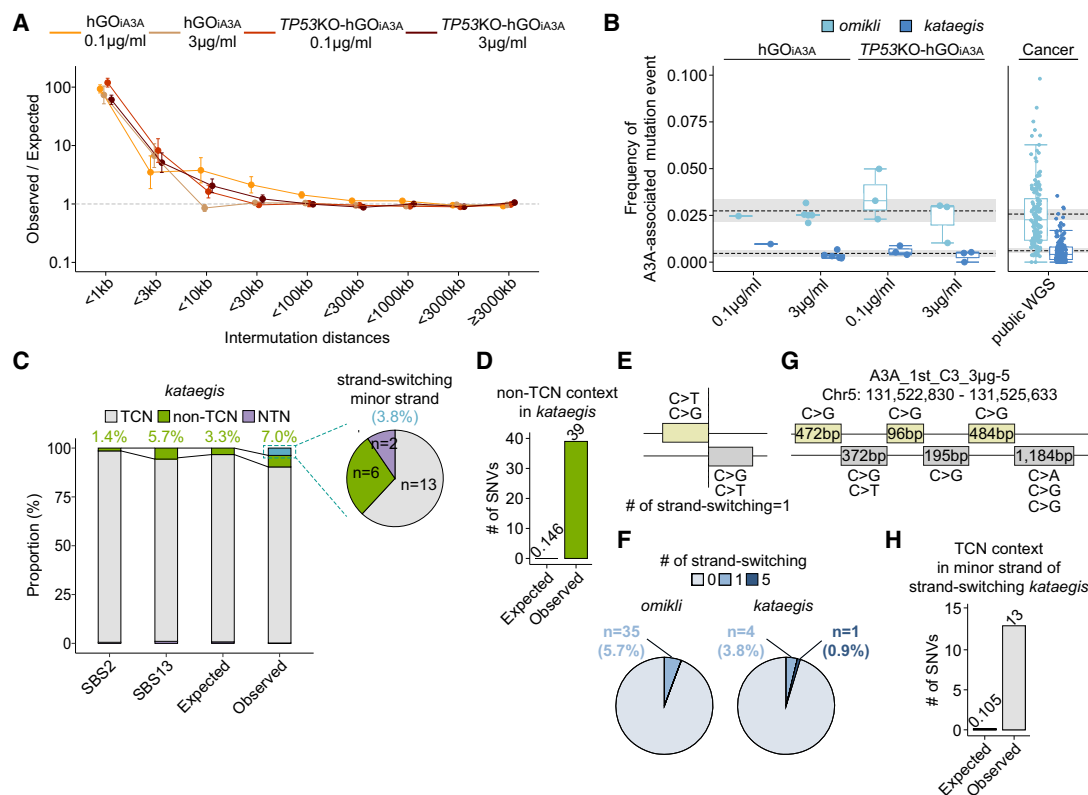 A
hGOiA3A
0.1µg/ml
hGOiA3A
3µg/ml
TP53KO-hGOiA3A
0.1µg/ml
TP53KO-hGOiA3A
3µg/ml
Observed / Expected
100
10
1
0.1
<1kb
<3kb
<10kb
<30kb
<100kb
<300kb
<1000kb
<3000kb
≥3000kb
Intermutation distances
B
omikli
kataegis
hGOiA3A
TP53KO-hGOiA3A
Cancer
Frequency of
A3A-associated mutation event
0.100
0.075
0.050
0.025
0.000
0.1µg/ml
3µg/ml
0.1µg/ml
3µg/ml
public WGS
C
kataegis
TCN
non-TCN
NTN
1.4%
5.7%
3.3%
7.0%
Proportion (%)
100
75
50
25
0
SBS2
SBS13
Expected
Observed
strand-switching
minor strand
(3.8%)
n=2
n=6
n=13
D
non-TCN context
in kataegis
# of SNVs
40
30
20
10
0
0.146
39
Expected
Observed
E
C>T
C>G
C>G
C>T
# of strand-switching=1
F
# of strand-switching
0
1
5
omikli
kataegis
n=35
(5.7%)
n=4
(3.8%)
n=1
(0.9%)
G
A3A_1st_C3_3µg-5
Chr5: 131,522,830 - 131,525,633
C>G
C>G
C>G
472bp
96bp
484bp
372bp
195bp
1,184bp
C>G
C>T
C>G
C>A
C>G
C>G
H
TCN context
in minor strand of
strand-switching kataegis
# of SNVs
15
10
5
0
0.105
13
Expected
Observed